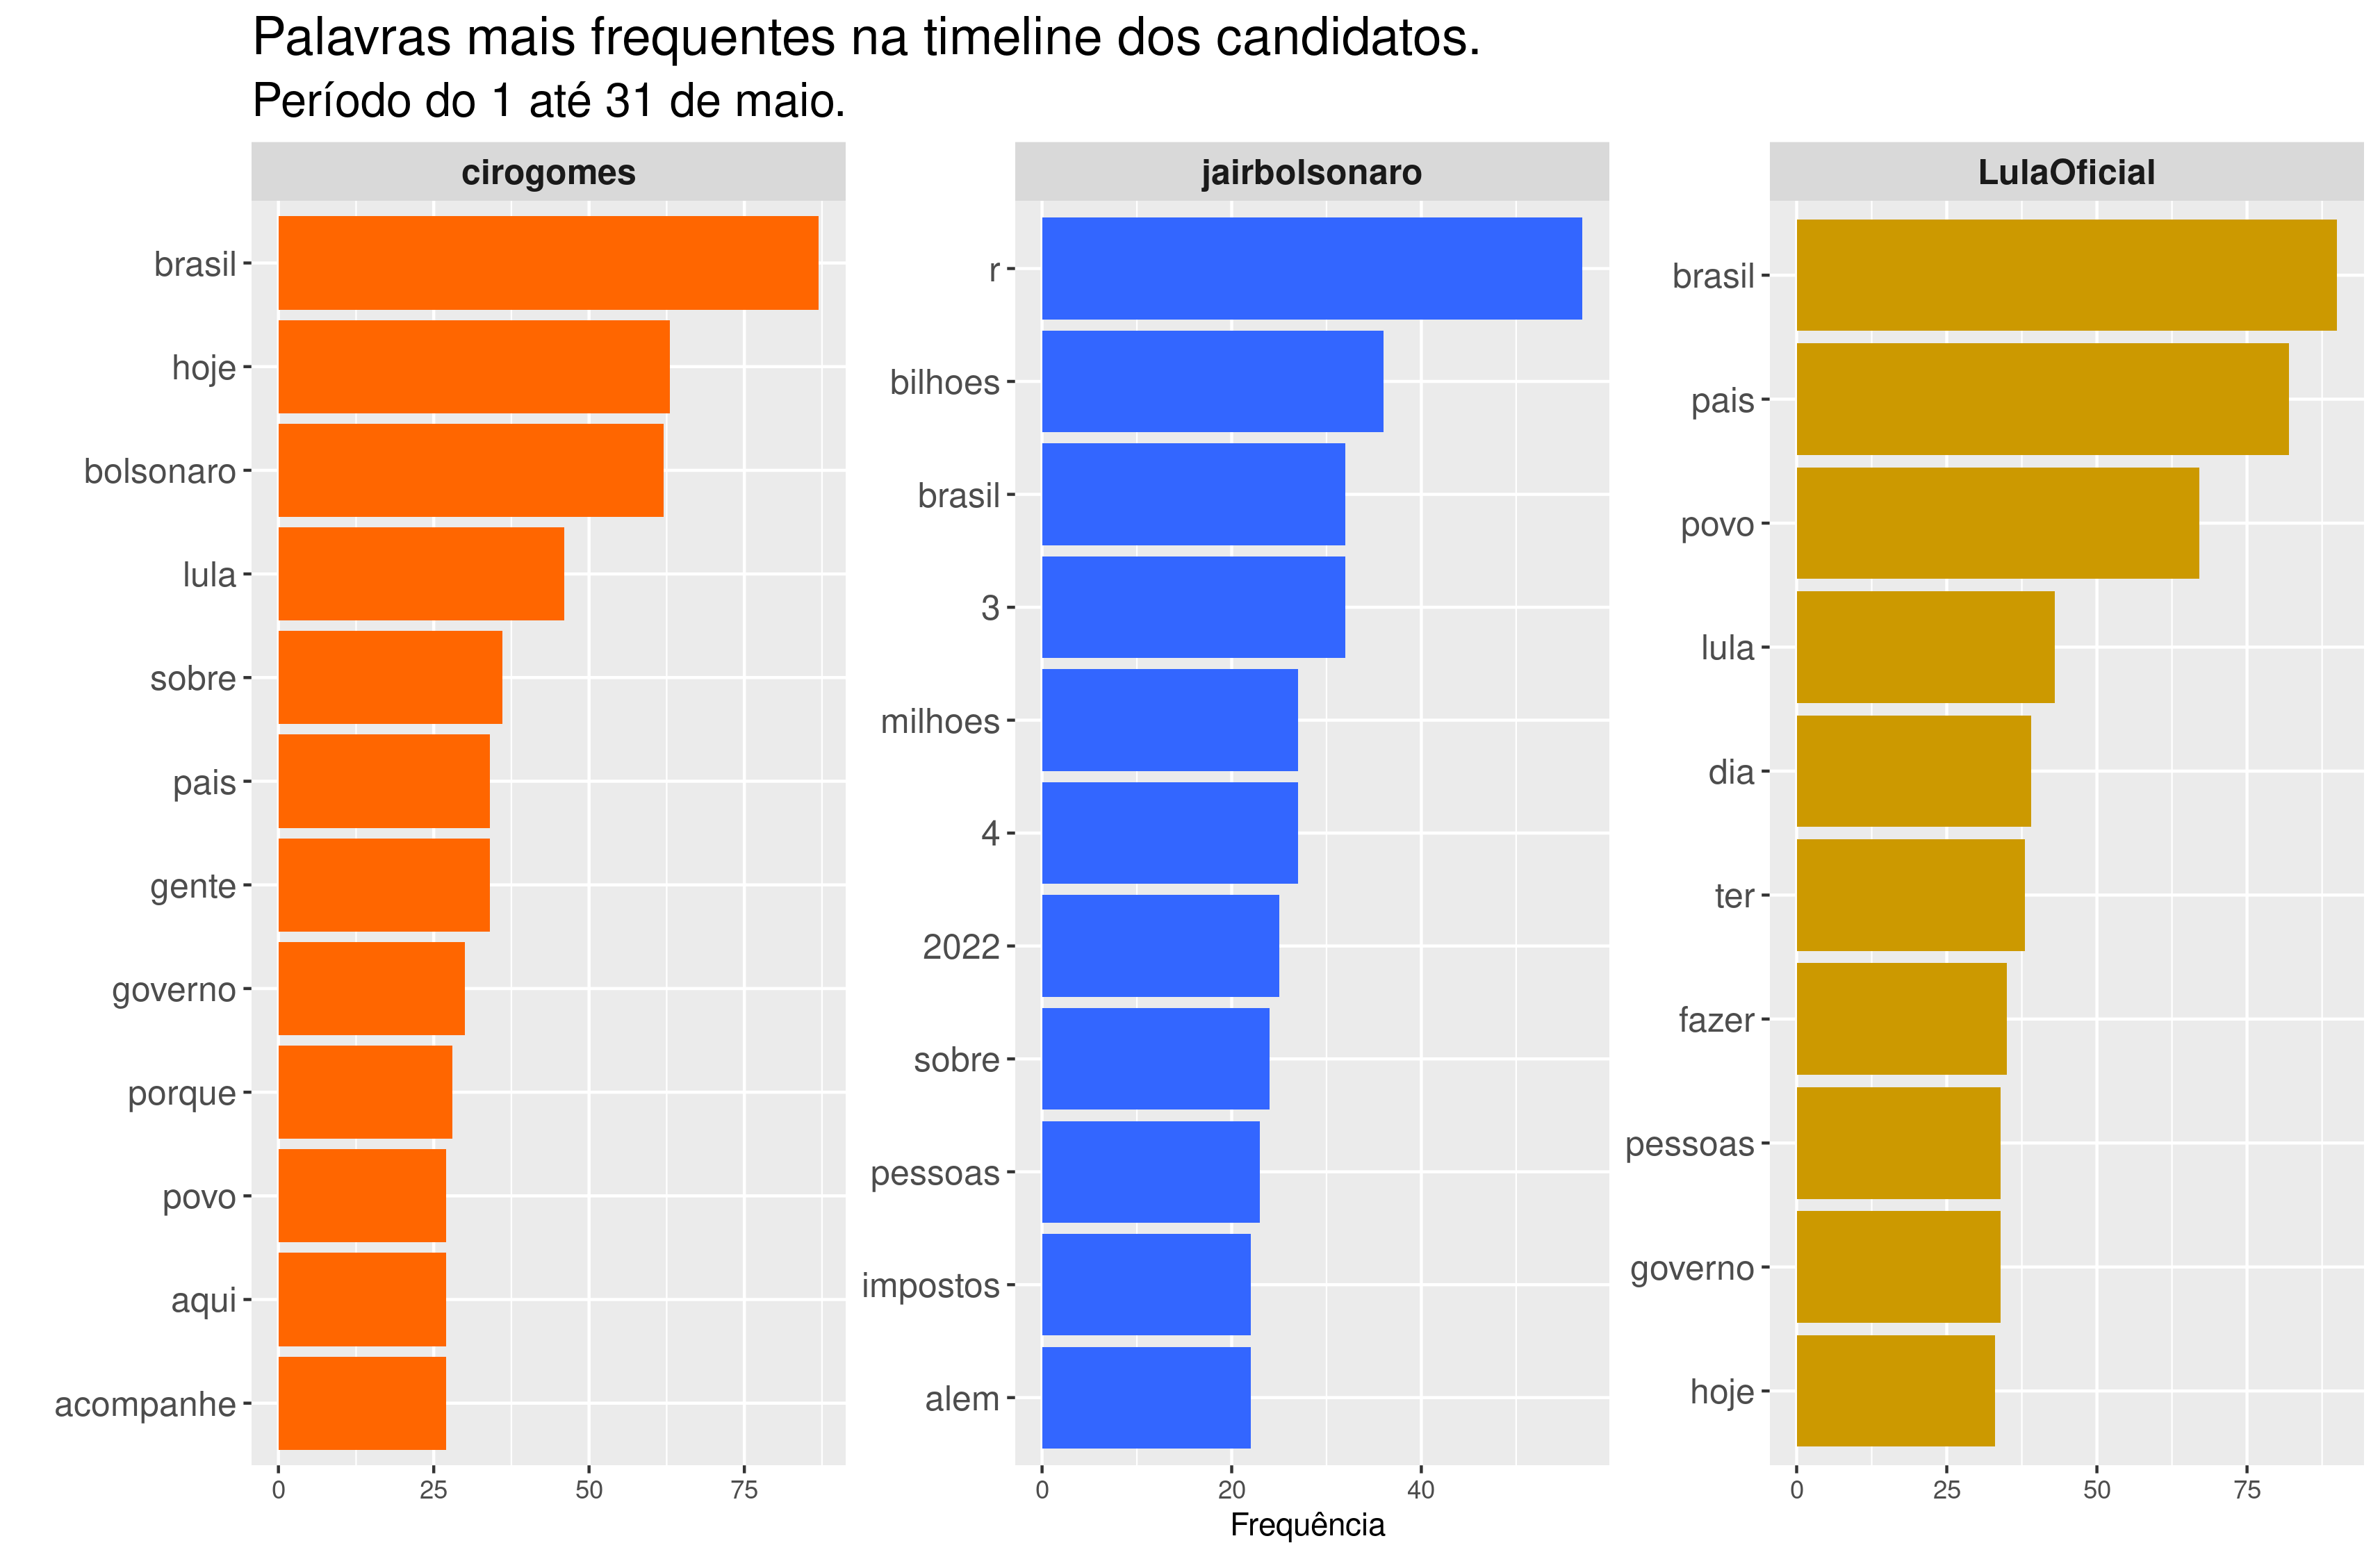 Palavras mais frequentes na timeline dos candidatos.
Período do 1 até 31 de maio.
cirogomes
brasil
hoje
bolsonaro
lula
sobre
pais
gente
governo
porque
povo
aqui
acompanhe
0 25 50 75
jairbolsonaro
r
bilhoes
brasil
3
milhoes
4
2022
sobre
pessoas
impostos
alem
0 20 40
LulaOficial
brasil
pais
povo
lula
dia
ter
fazer
pessoas
governo
hoje
0 25 50 75
Frequência